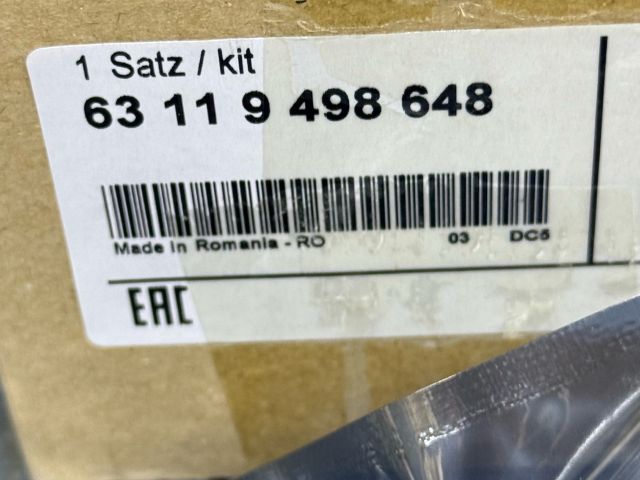 1 Satz / kit
63 11 9 498 648
Made in Romania - RO 03 DC5
EAC